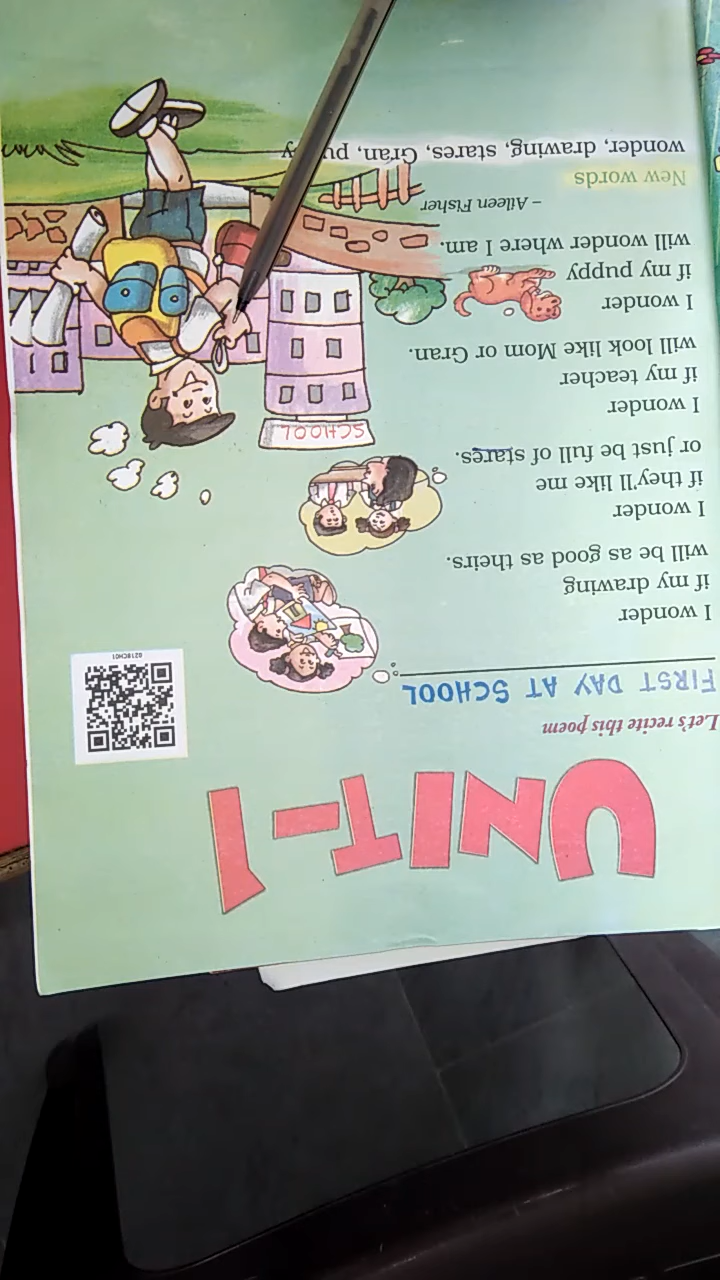 UNIT-1
Let's recite this poem
FIRST DAY AT SCHOOL
I wonder
if my drawing
will be as good as theirs.
I wonder
if they'll like me
or just be full of stares.
I wonder
if my teacher
will look like Mom or Gran.
I wonder
if my puppy
will wonder where I am.
– Aileen Fisher
New words
wonder, drawing, stares, Gran,
SCHOOL
0218CH01